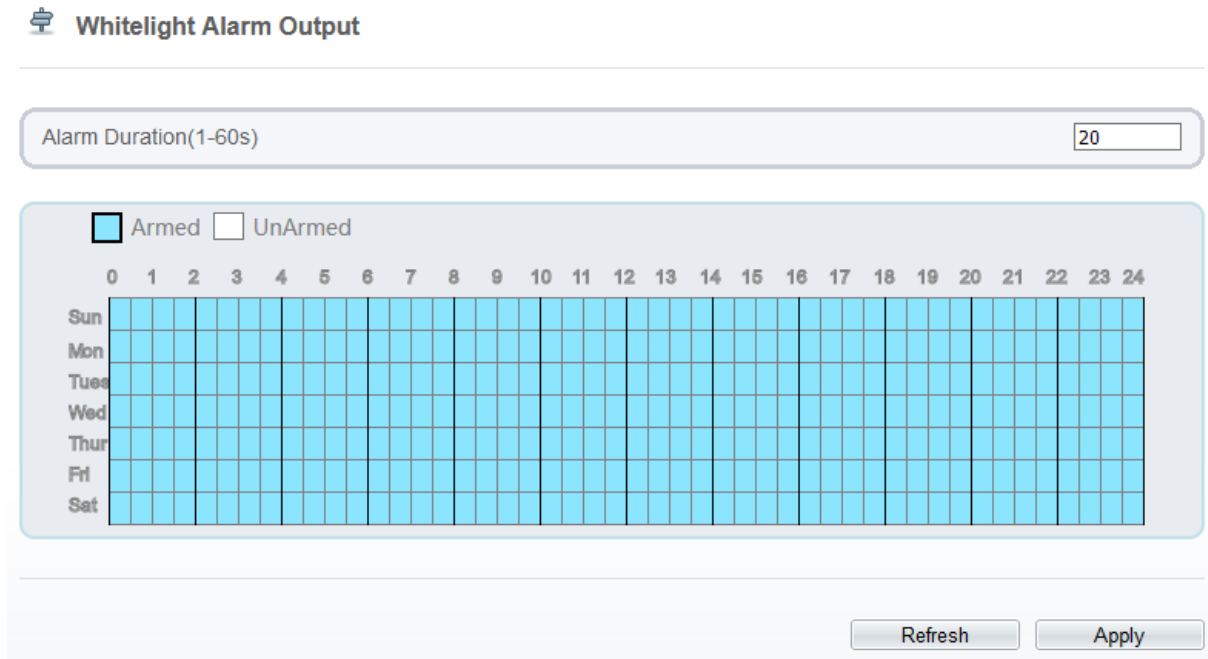 Whitelight Alarm Output
Alarm Duration(1-60s) 20
Armed UnArmed
0 1 2 3 4 5 6 7 8 9 10 11 12 13 14 15 16 17 18 19 20 21 22 23 24
Sun
Mon
Tues
Wed
Thur
Fri
Sat
Refresh Apply